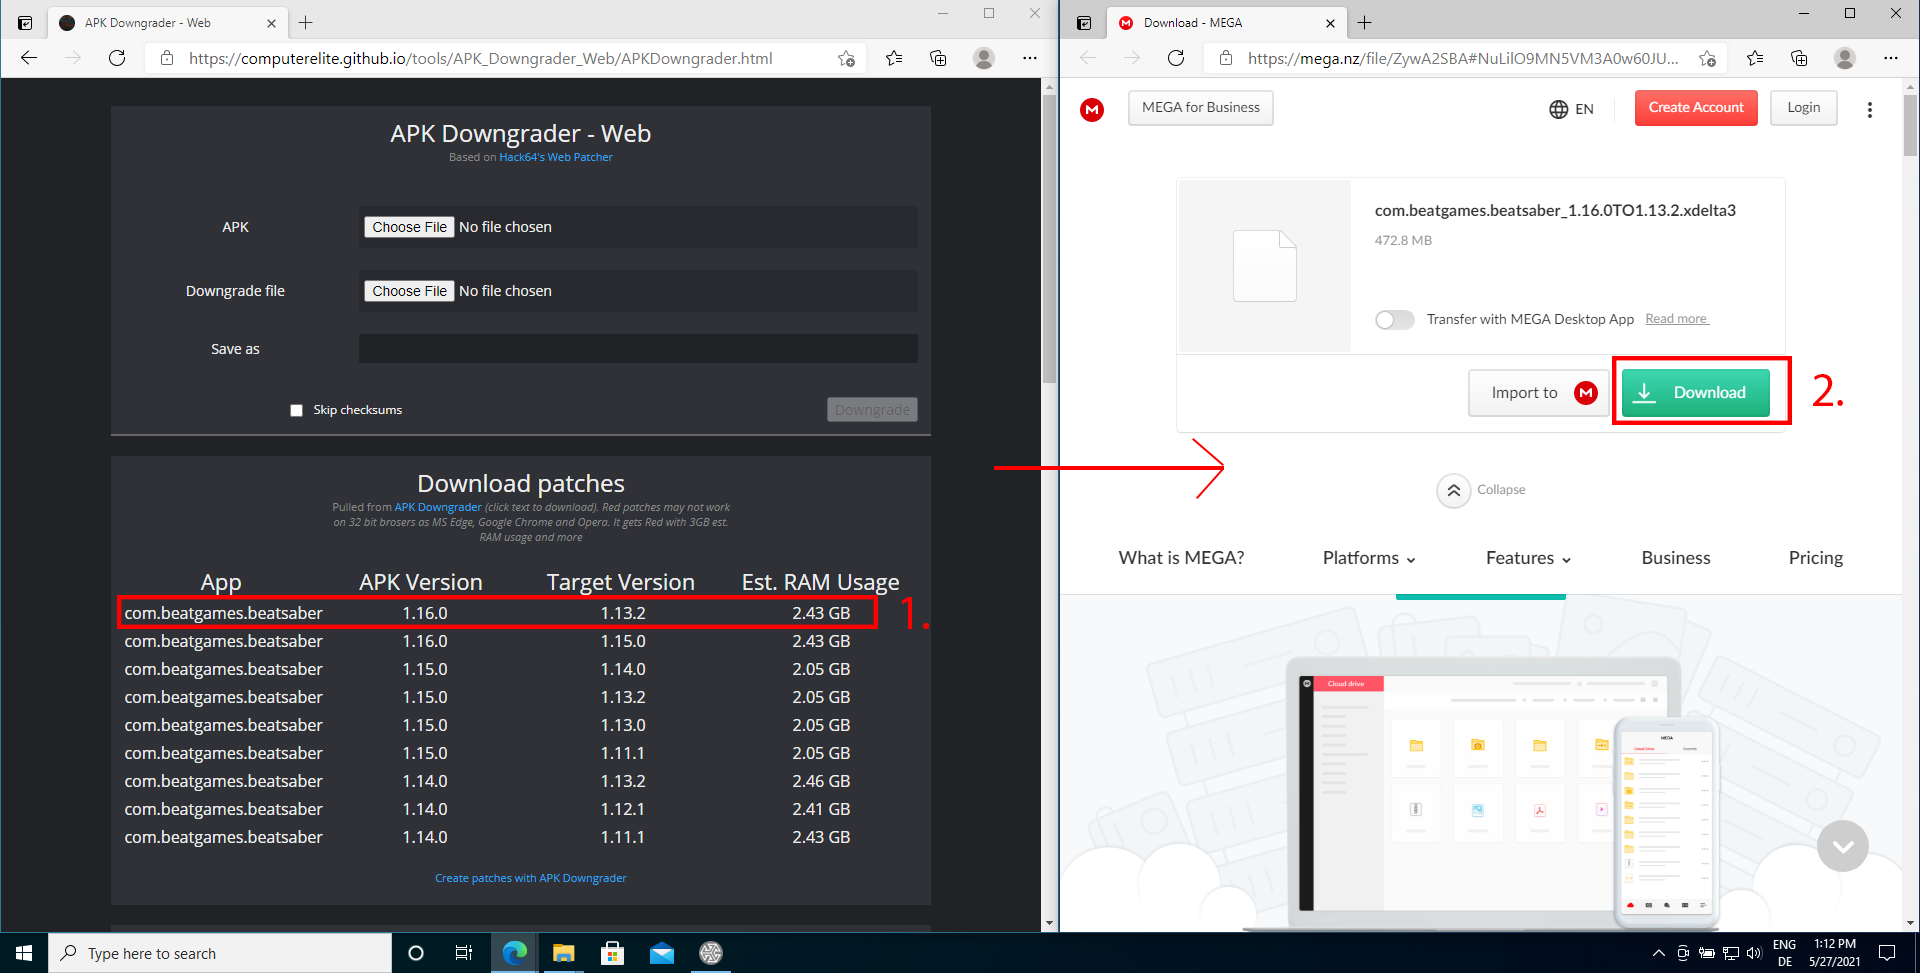 APK Downgrader - Web
https://computerelite.github.io/tools/APK_Downgrader_Web/APKDowngrader.html
APK Downgrader - Web
Based on Hack64's Web Patcher
APK
Choose File No file chosen
Downgrade file
Choose File No file chosen
Save as
Skip checksums
Downgrade
Download patches
Pulled from APK Downgrader (click text to download). Red patches may not work
on 32 bit brosers as MS Edge, Google Chrome and Opera. It gets Red with 3GB est.
RAM usage and more
App APK Version Target Version Est. RAM Usage
com.beatgames.beatsaber 1.16.0 1.13.2 2.43 GB
1.
com.beatgames.beatsaber 1.16.0 1.15.0 2.43 GB
com.beatgames.beatsaber 1.15.0 1.14.0 2.05 GB
com.beatgames.beatsaber 1.15.0 1.13.2 2.05 GB
com.beatgames.beatsaber 1.15.0 1.13.0 2.05 GB
com.beatgames.beatsaber 1.15.0 1.11.1 2.05 GB
com.beatgames.beatsaber 1.14.0 1.13.2 2.46 GB
com.beatgames.beatsaber 1.14.0 1.12.1 2.41 GB
com.beatgames.beatsaber 1.14.0 1.11.1 2.43 GB
Create patches with APK Downgrader
Download - MEGA
https://mega.nz/file/ZywA2SBA#NuLilO9MN5VM3A0w60JU...
M
MEGA for Business
EN
Create Account
Login
com.beatgames.beatsaber_1.16.0TO1.13.2.xdelta3
472.8 MB
Transfer with MEGA Desktop App Read more
Import to M
Download
2.
Collapse
What is MEGA? Platforms Features Business Pricing
Cloud drive
MEGA
Type here to search
ENG
DE
1:12 PM
5/27/2021